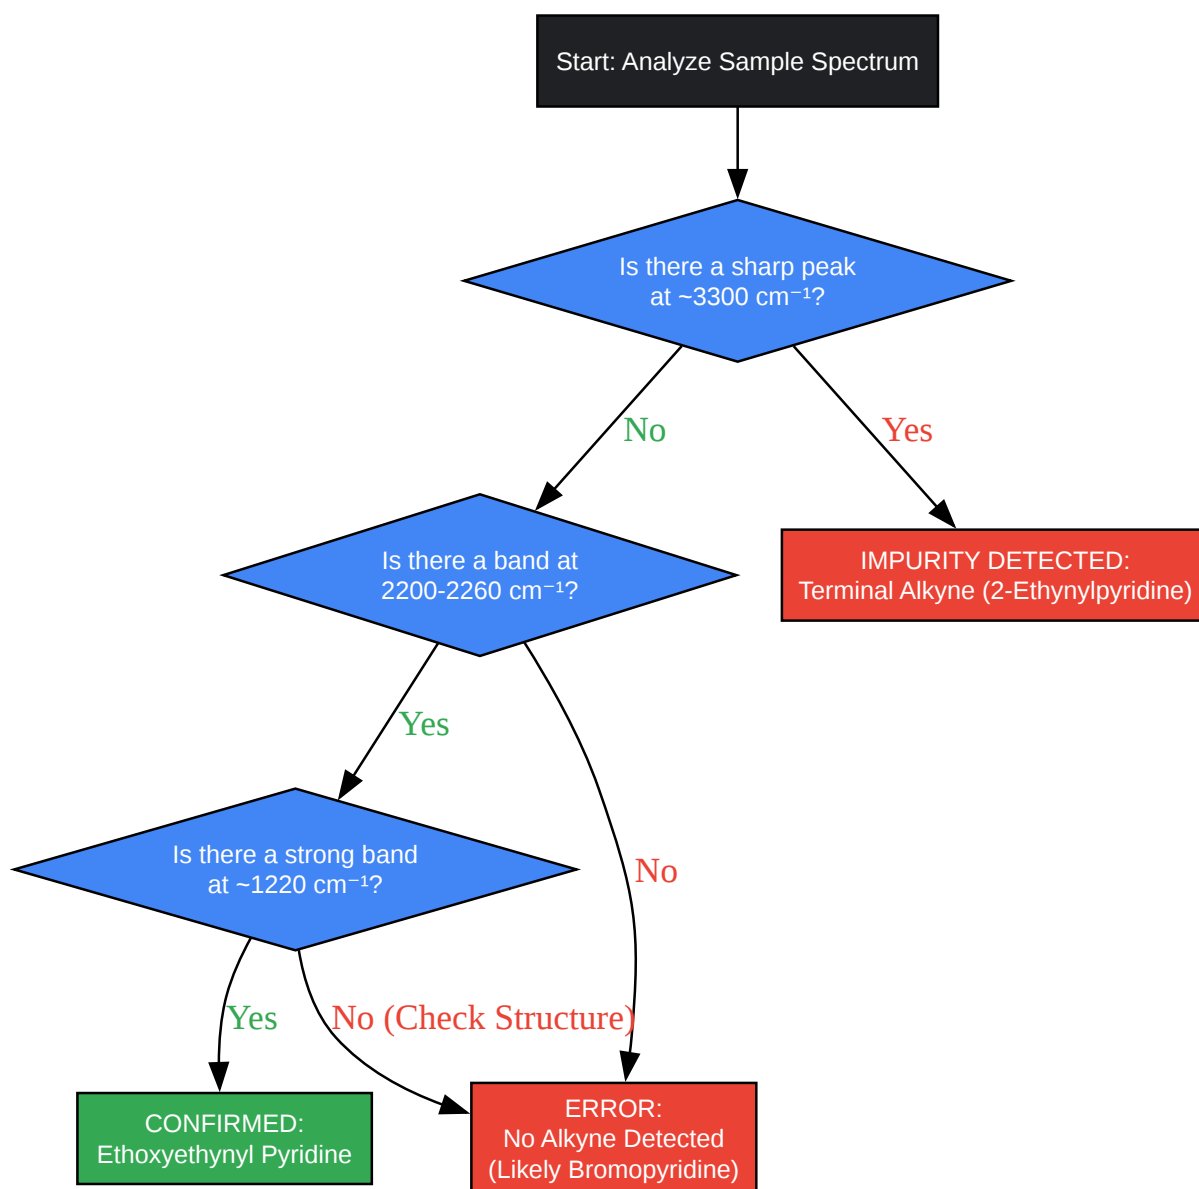 Start: Analyze Sample Spectrum
Is there a sharp peak
at ~3300 cm⁻¹?
No
Yes
Is there a band at
2200-2260 cm⁻¹?
IMPURITY DETECTED:
Terminal Alkyne (2-Ethynylpyridine)
Yes
No
Is there a strong band
at ~1220 cm⁻¹?
Yes
No (Check Structure)
CONFIRMED:
Ethoxyethynyl Pyridine
ERROR:
No Alkyne Detected
(Likely Bromopyridine)